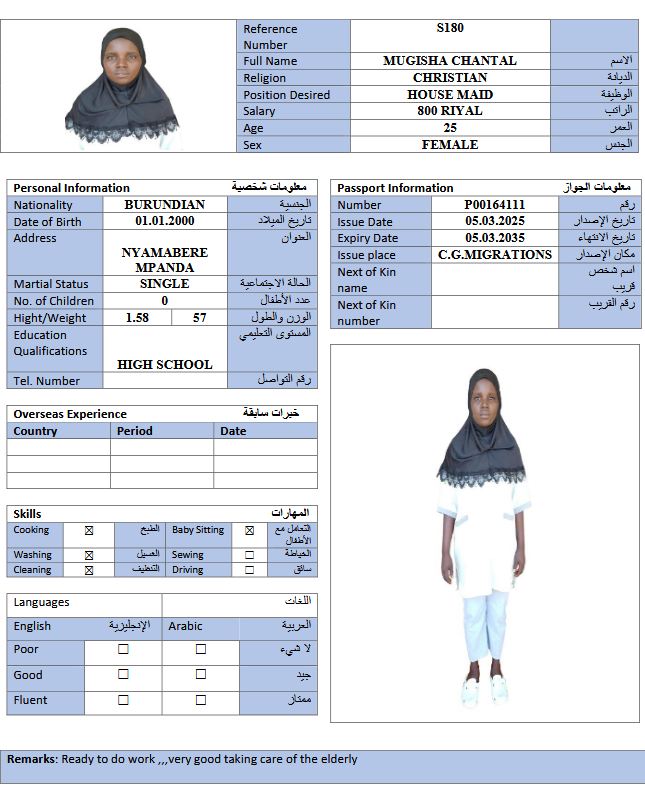 Reference Number S180
Full Name MUGISHA CHANTAL الاسم
Religion CHRISTIAN الديانة
Position Desired HOUSE MAID الوظيفة
Salary 800 RIYAL الراتب
Age 25 العمر
Sex FEMALE الجنس
Personal Information معلومات شخصية
Nationality BURUNDIAN الجنسية
Date of Birth 01.01.2000 تاريخ الميلاد
Address NYAMABERE MPANDA العنوان
Martial Status SINGLE الحالة الاجتماعية
No. of Children 0 عدد الأطفال
Hight/Weight 1.58 57 الوزن والطول
Education Qualifications HIGH SCHOOL المستوى التعليمي
Tel. Number رقم التواصل
Passport Information معلومات الجواز
Number P00164111 رقم
Issue Date 05.03.2025 تاريخ الإصدار
Expiry Date 05.03.2035 تاريخ الانتهاء
Issue place C.G.MIGRATIONS مكان الإصدار
Next of Kin name اسم شخص قريب
Next of Kin number رقم القريب
Overseas Experience خبرات سابقة
Country Period Date
Skills المهارات
Cooking ☒ الطبخ Baby Sitting ☒ التعامل مع الأطفال
Washing ☒ الغسيل Sewing ☐ الخياطة
Cleaning ☒ التنظيف Driving ☐ سائق
Languages اللغات
English الإنجليزية Arabic العربية
Poor ☐ ☐ لا شيء
Good ☐ ☐ جيد
Fluent ☐ ☐ ممتاز
Remarks: Ready to do work ,,,very good taking care of the elderly